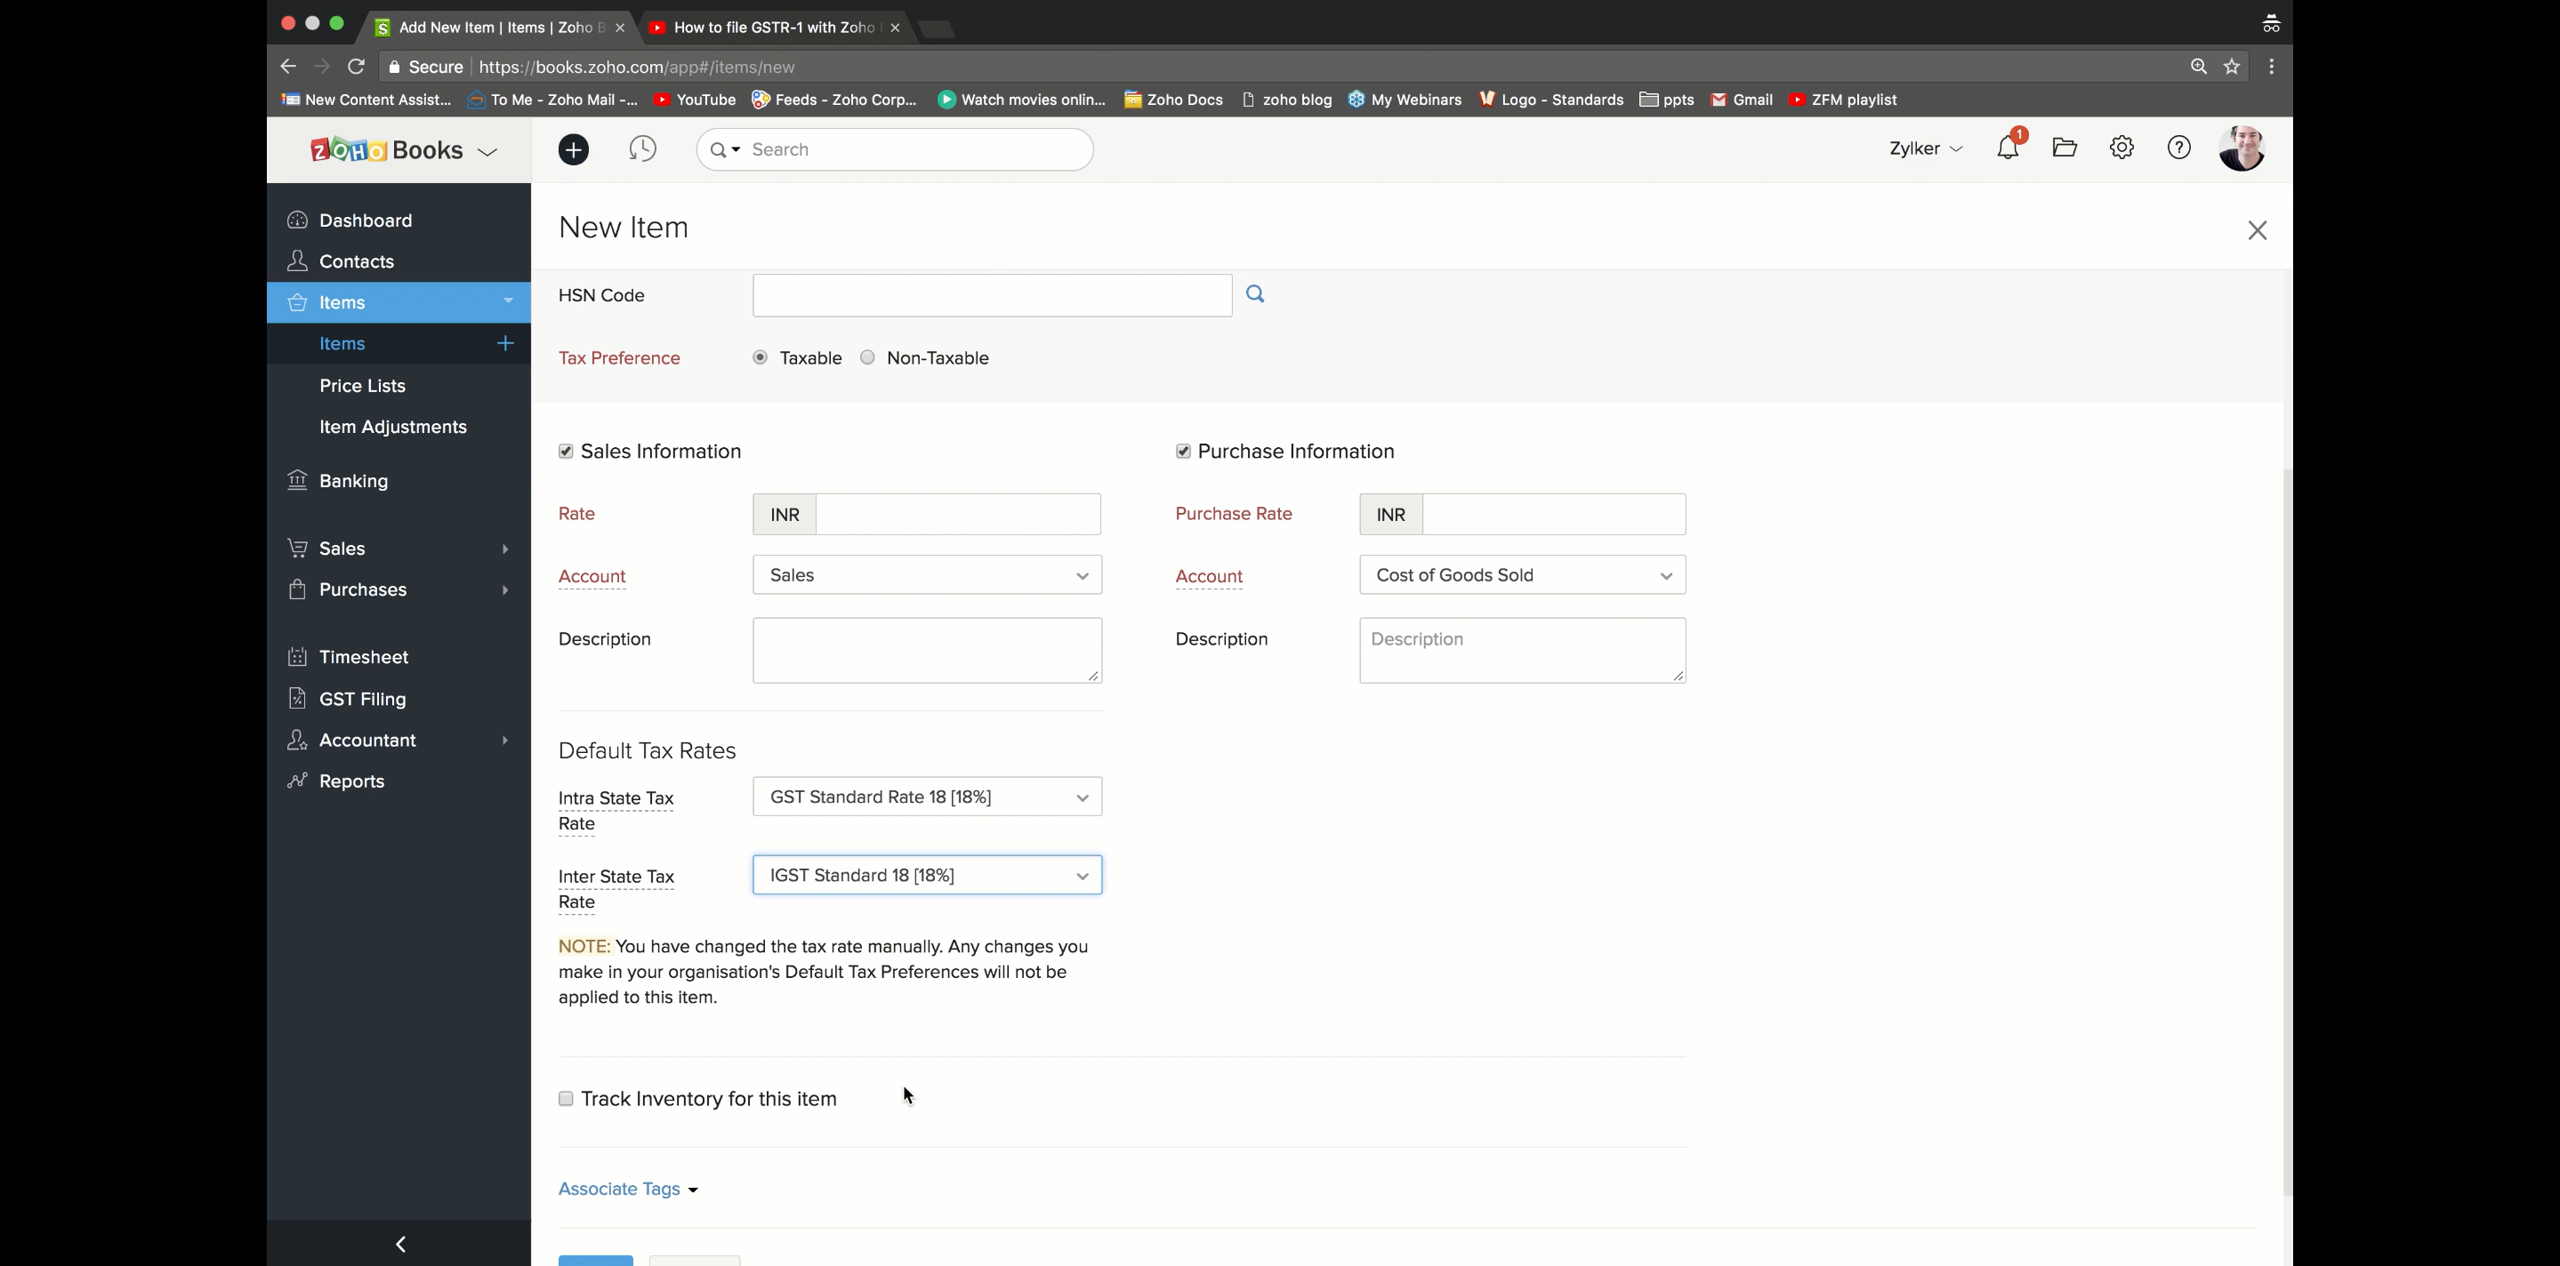 Add New Item | Items | Zoho B
How to file GSTR-1 with Zoho
Secure https://books.zoho.com/app#/items/new
New Content Assist... To Me - Zoho Mail -... YouTube Feeds - Zoho Corp... Watch movies onlin... Zoho Docs zoho blog My Webinars Logo - Standards ppts Gmail ZFM playlist
ZOHO Books
Search
Zylker
1
Dashboard
Contacts
Items
Items
Price Lists
Item Adjustments
Banking
Sales
Purchases
Timesheet
GST Filing
Accountant
Reports
New Item
HSN Code
Tax Preference Taxable Non-Taxable
Sales Information
Rate INR
Account Sales
Description
Purchase Information
Purchase Rate INR
Account Cost of Goods Sold
Description Description
Default Tax Rates
Intra State Tax
Rate
GST Standard Rate 18 [18%]
Inter State Tax
Rate
IGST Standard 18 [18%]
NOTE: You have changed the tax rate manually. Any changes you
make in your organisation's Default Tax Preferences will not be
applied to this item.
Track Inventory for this item
Associate Tags